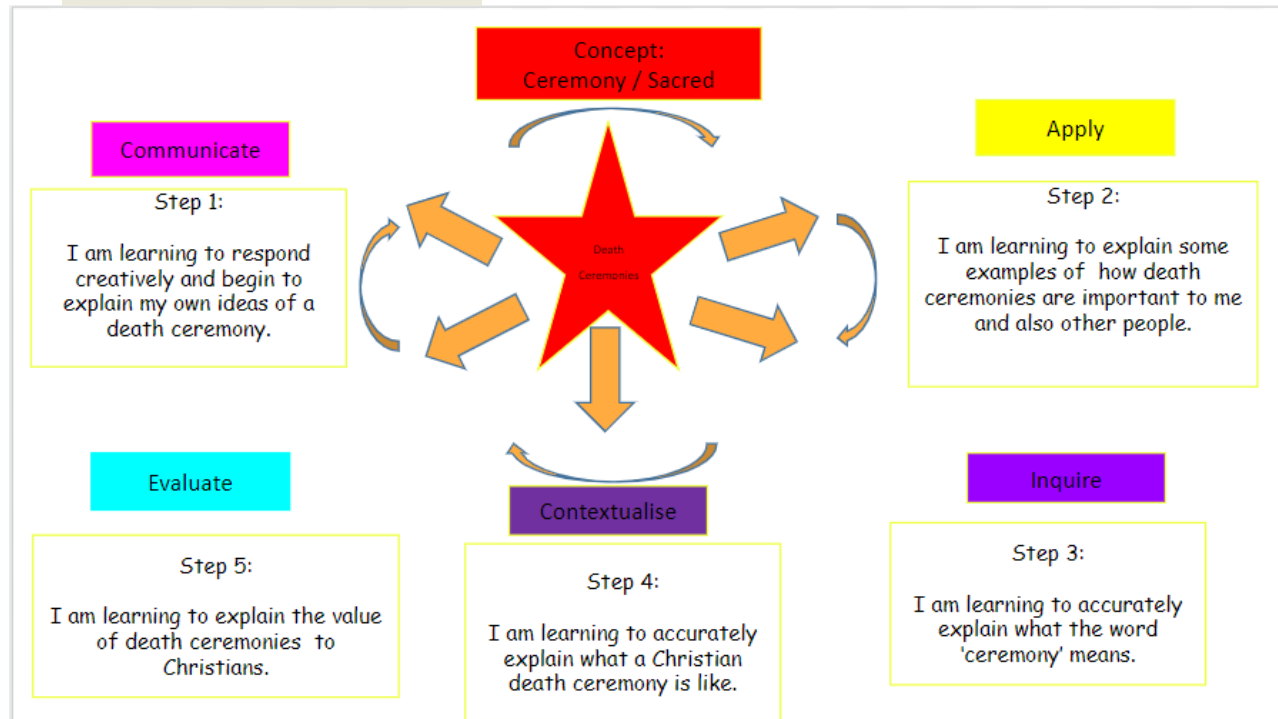 Concept:
Ceremony / Sacred
Communicate
Step 1:
I am learning to respond
creatively and begin to
explain my own ideas of a
death ceremony.
Apply
Step 2:
I am learning to explain some
examples of how death
ceremonies are important to me
and also other people.
Death
Ceremonies
Inquire
Step 3:
I am learning to accurately
explain what the word
'ceremony' means.
Contextualise
Step 4:
I am learning to accurately
explain what a Christian
death ceremony is like.
Evaluate
Step 5:
I am learning to explain the value
of death ceremonies to
Christians.